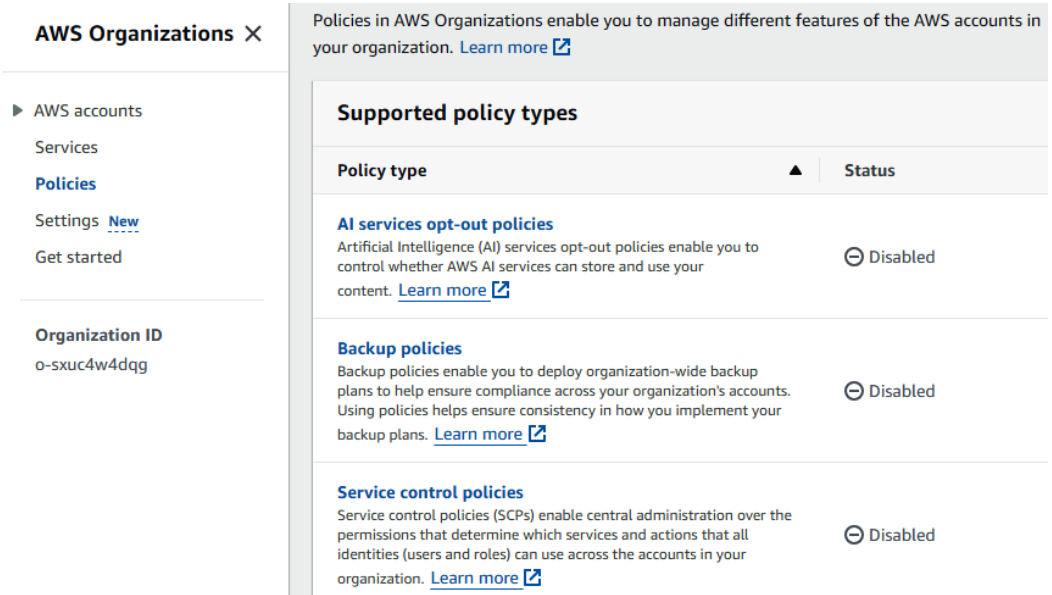 AWS Organizations
AWS accounts
Services
Policies
Settings New
Get started
Organization ID
o-sxuc4w4dqg
Policies in AWS Organizations enable you to manage different features of the AWS accounts in
your organization. Learn more
Supported policy types
Policy type
Status
AI services opt-out policies
Artificial Intelligence (AI) services opt-out policies enable you to
control whether AWS AI services can store and use your
content. Learn more
Disabled
Backup policies
Backup policies enable you to deploy organization-wide backup
plans to help ensure compliance across your organization's accounts.
Using policies helps ensure consistency in how you implement your
backup plans. Learn more
Disabled
Service control policies
Service control policies (SCPs) enable central administration over the
permissions that determine which services and actions that all
identities (users and roles) can use across the accounts in your
organization. Learn more
Disabled